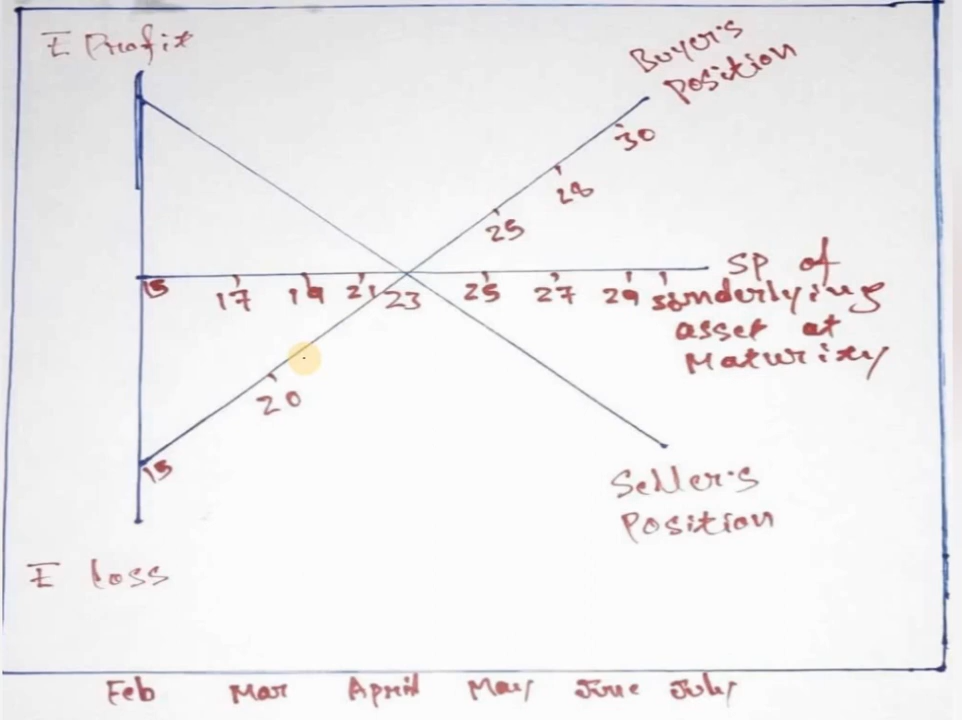 E Profit
Buyer's
Position
30
28
25
SP of
15 17 19 21 23 25 27 29
underlying
asset at
Maturity
20
15
Seller's
Position
E Loss
Feb Mar April May June July